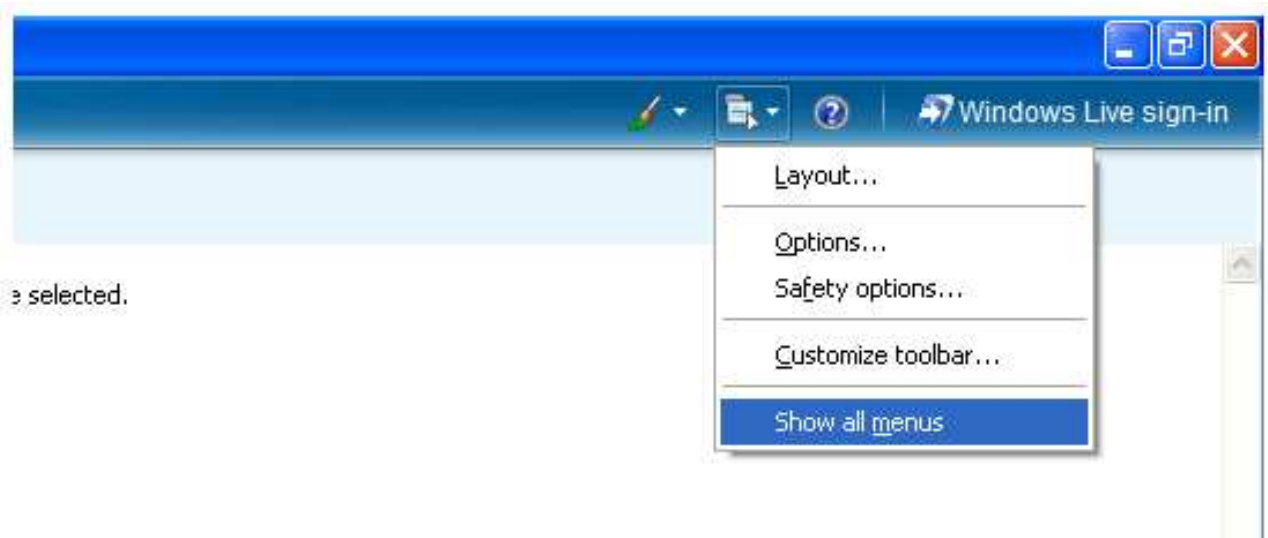 Windows Live sign-in
Layout...
Options...
Safety options...
e selected.
Customize toolbar...
Show all menus